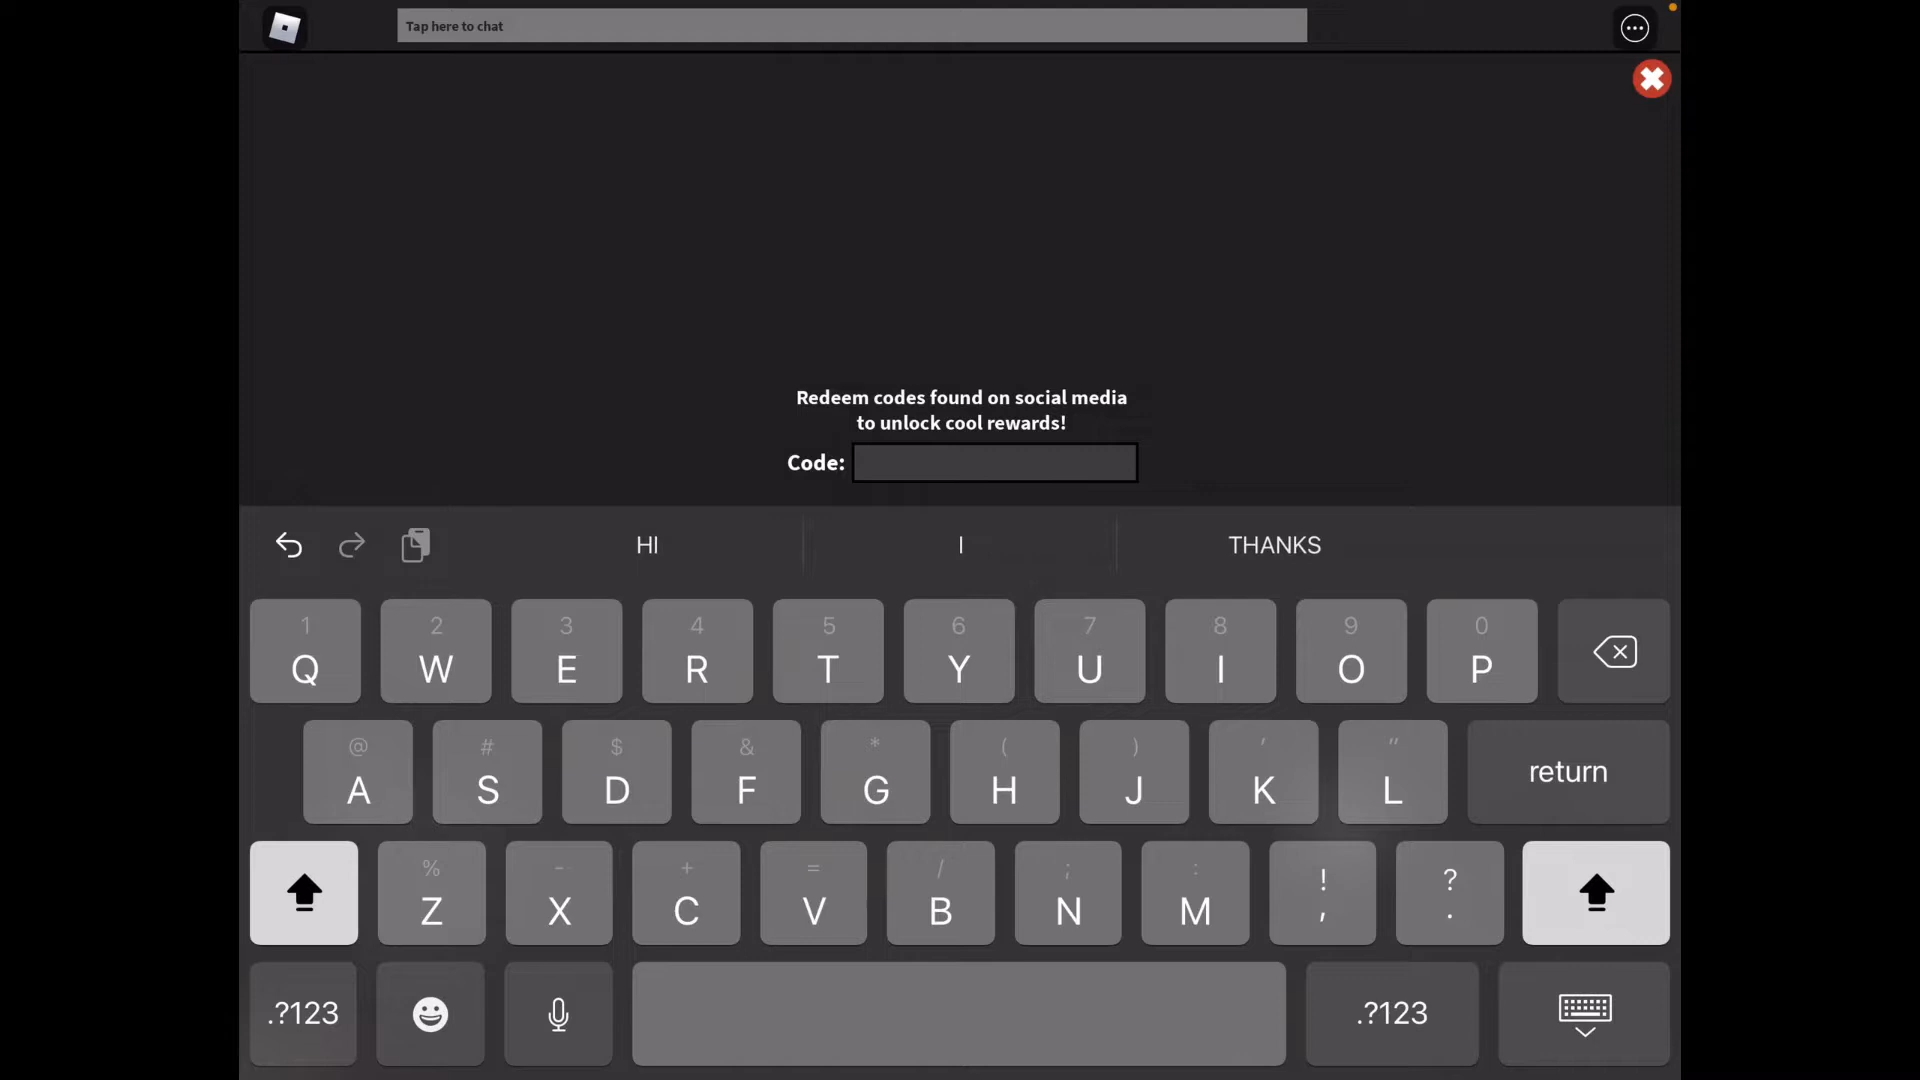 Tap here to chat
Redeem codes found on social media
to unlock cool rewards!
Code:
HI I THANKS
1 2 3 4 5 6 7 8 9 0
Q W E R T Y U I O P
@ # $ & * ( ) ' "
A S D F G H J K L return
% - + = / ; : ! ?
Z X C V B N M , .
.?123 .?123